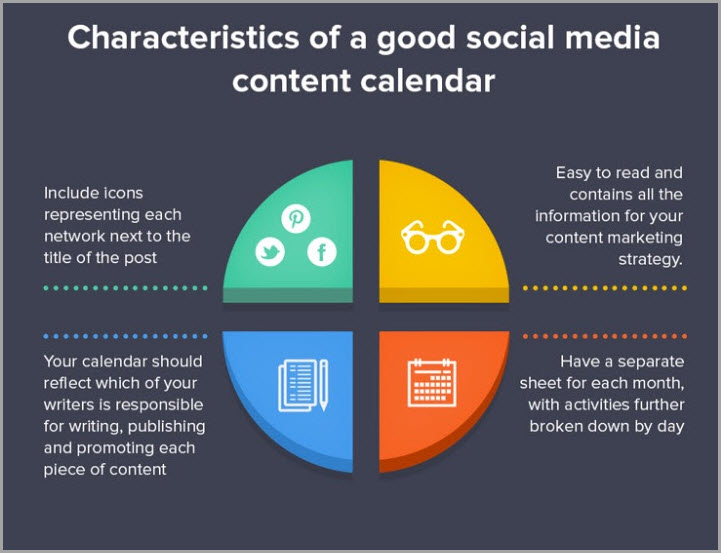 Characteristics of a good social media
content calendar
Include icons
representing each
network next to the
title of the post
Easy to read and
contains all the
information for your
content marketing
strategy.
Your calendar should
reflect which of your
writers is responsible
for writing, publishing
and promoting each
piece of content
Have a separate
sheet for each month,
with activities further
broken down by day